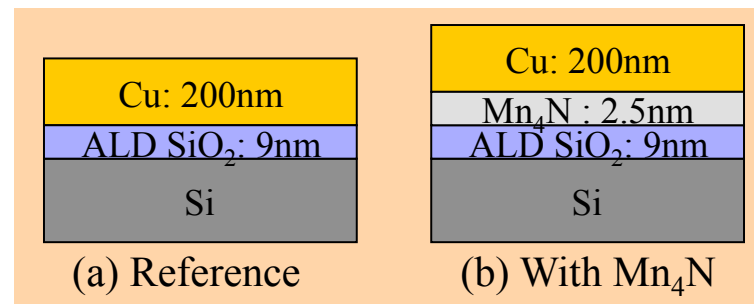 Cu: 200nm
ALD SiO₂: 9nm
Si
(a) Reference
Cu: 200nm
Mn₄N : 2.5nm
ALD SiO₂: 9nm
Si
(b) With Mn₄N